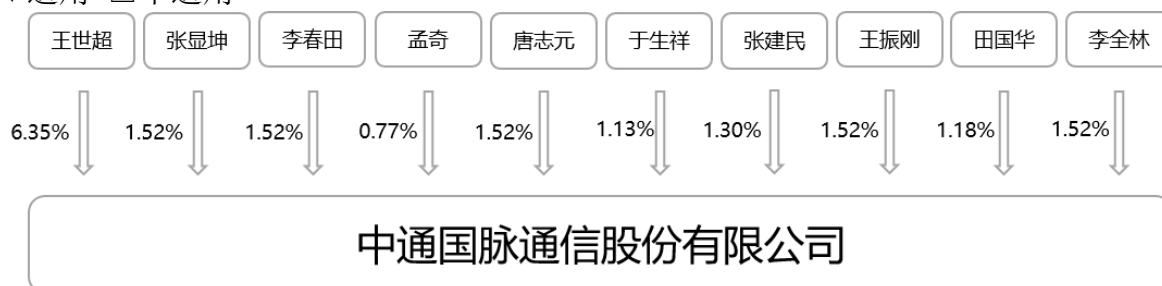 王世超 张显坤 李春田 孟奇 唐志元 于生祥 张建民 王振刚 田国华 李全林
6.35% 1.52% 1.52% 0.77% 1.52% 1.13% 1.30% 1.52% 1.18% 1.52%
中通国脉通信股份有限公司